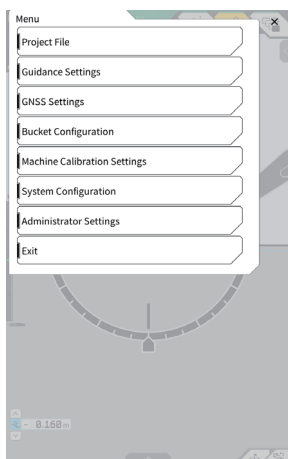 Menu
Project File
Guidance Settings
GNSS Settings
Bucket Configuration
Machine Calibration Settings
System Configuration
Administrator Settings
Exit
- 0.160 m